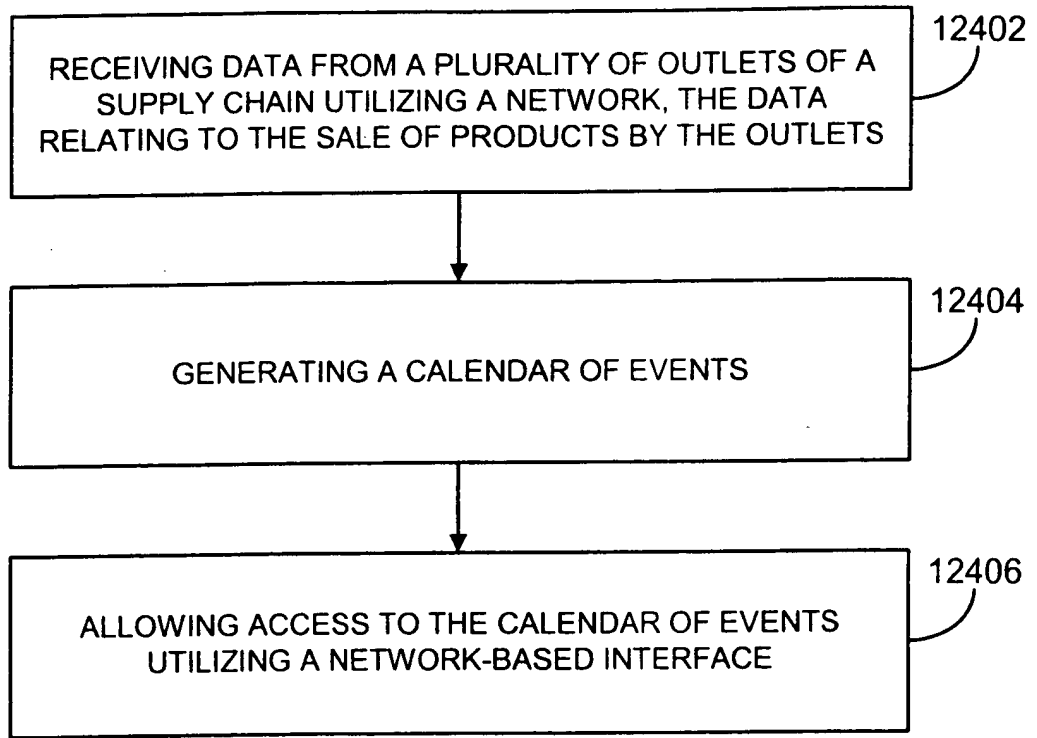 12402
RECEIVING DATA FROM A PLURALITY OF OUTLETS OF A
SUPPLY CHAIN UTILIZING A NETWORK, THE DATA
RELATING TO THE SALE OF PRODUCTS BY THE OUTLETS
12404
GENERATING A CALENDAR OF EVENTS
12406
ALLOWING ACCESS TO THE CALENDAR OF EVENTS
UTILIZING A NETWORK-BASED INTERFACE